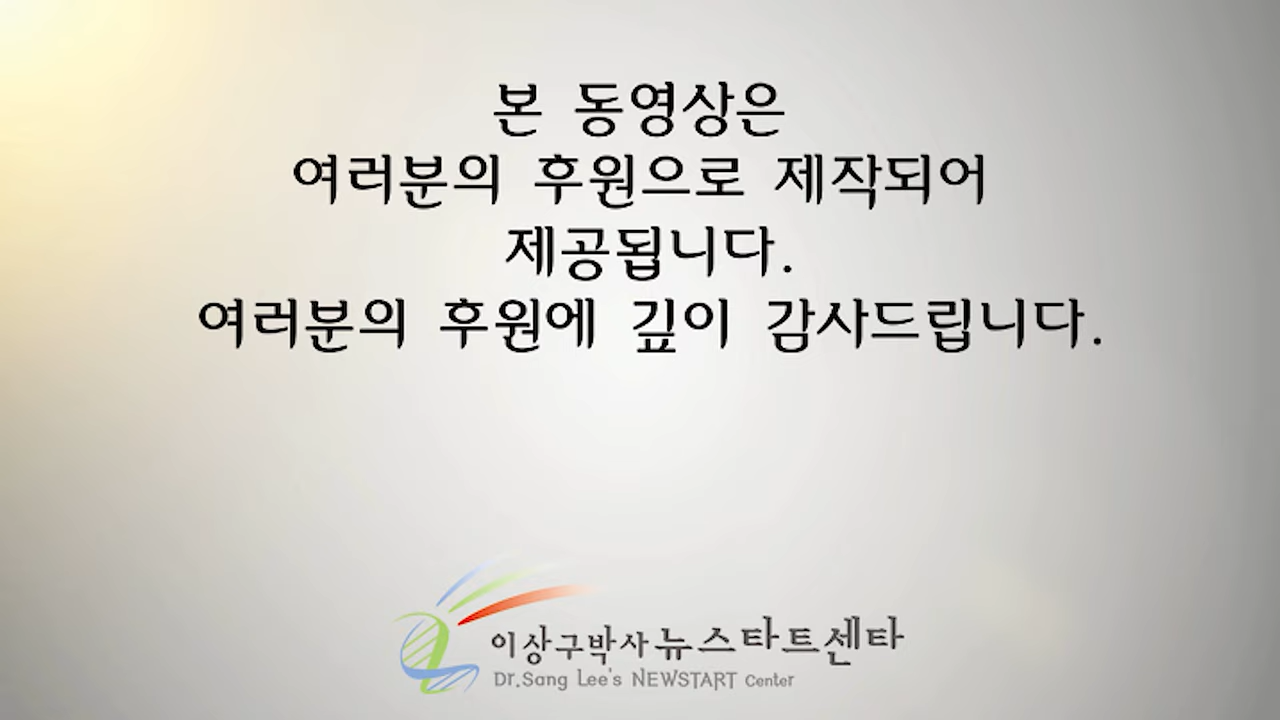 본 동영상은
여러분의 후원으로 제작되어
제공됩니다.
여러분의 후원에 깊이 감사드립니다.
이상구박사 뉴스타트센타
Dr.Sang Lee's NEWSTART Center